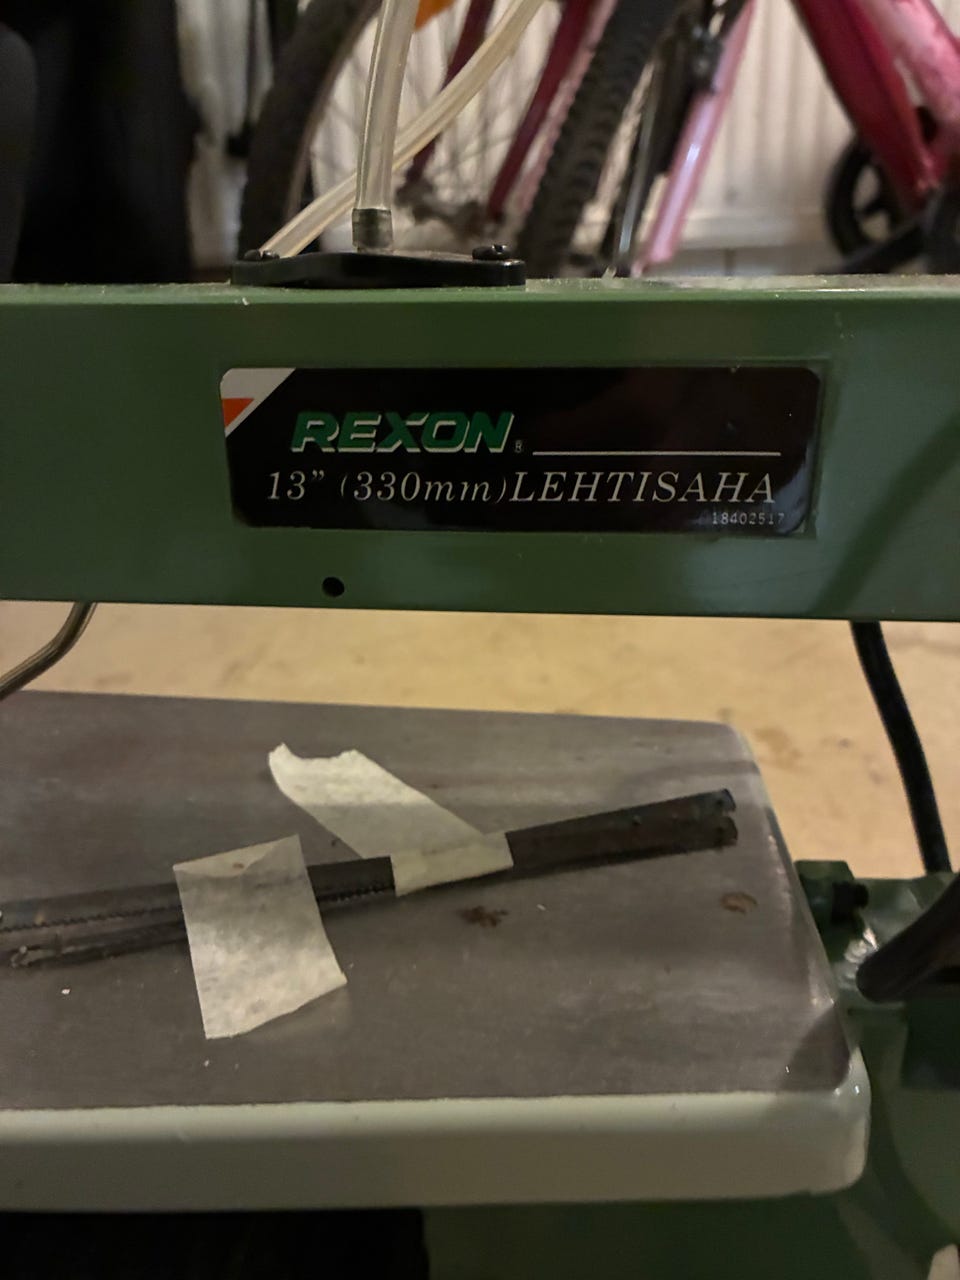 REXON®
13" (330mm) LEHTISAHA
18402517